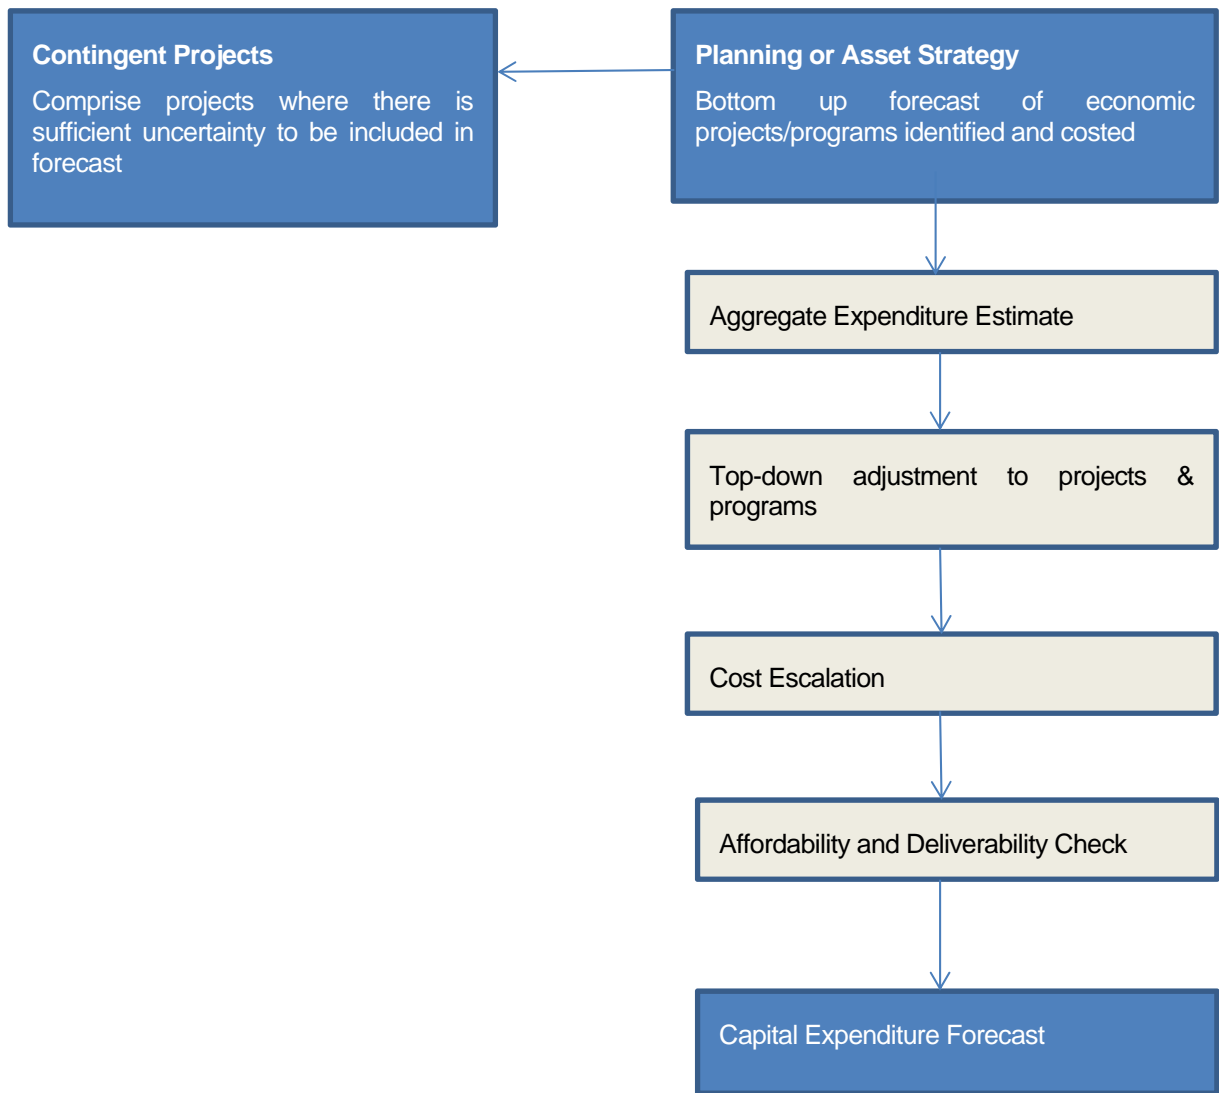 Contingent Projects
Comprise projects where there is
sufficient uncertainty to be included in
forecast
Planning or Asset Strategy
Bottom up forecast of economic
projects/programs identified and costed
Aggregate Expenditure Estimate
Top-down adjustment to projects &
programs
Cost Escalation
Affordability and Deliverability Check
Capital Expenditure Forecast